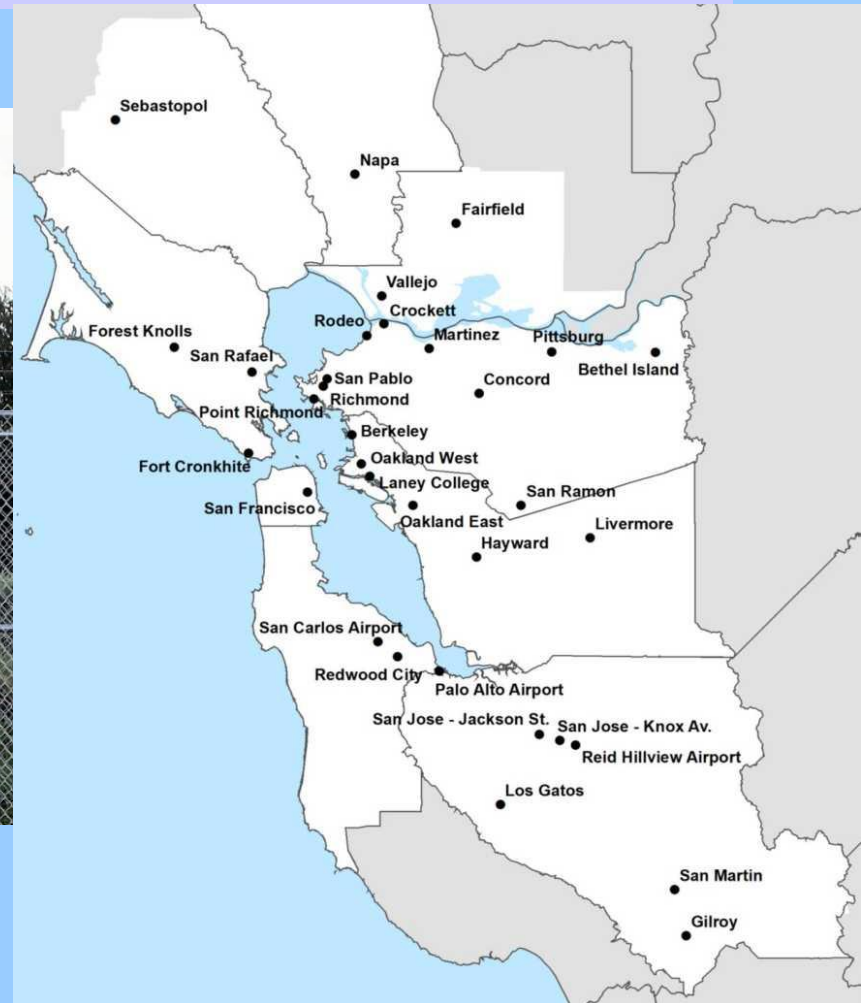 Sebastopol
Napa
Fairfield
Vallejo
Crockett
Rodeo
Martinez
Pittsburg
Forest Knolls
San Rafael
Bethel Island
San Pablo
Concord
Richmond
Point Richmond
Berkeley
Oakland West
Fort Cronkhite
Laney College
San Ramon
San Francisco
Oakland East
Livermore
Hayward
San Carlos Airport
Redwood City
Palo Alto Airport
San Jose - Jackson St.
San Jose - Knox Av.
Reid Hillview Airport
Los Gatos
San Martin
Gilroy